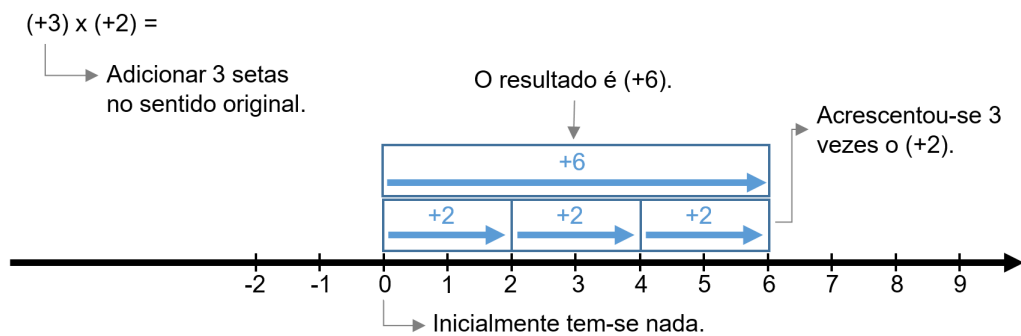 (+3) x (+2) =
Adicionar 3 setas
no sentido original.
O resultado é (+6).
Acrescentou-se 3
vezes o (+2).
+6
+2 +2 +2
-2 -1 0 1 2 3 4 5 6 7 8 9
Inicialmente tem-se nada.